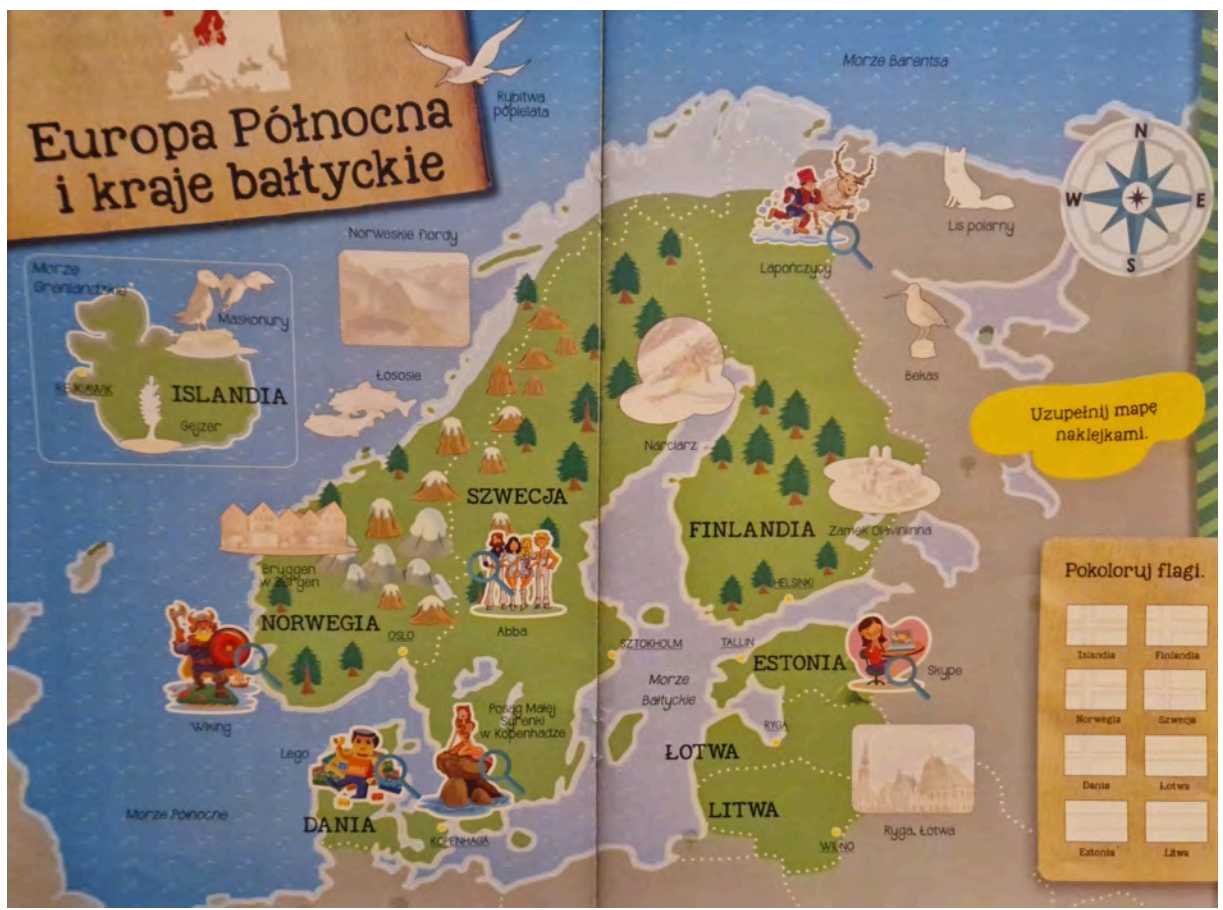 Europa Północna
i kraje bałtyckie
Rybitwa
popielata
Morze Barentsa
N
W
E
S
Norweskie fiordy
Lapończycy
Lis polarny
Morze
Grenlandzkie
Maskonury
REJKIAWIK
ISLANDIA
Gejzer
Łososie
Bekas
Narciarz
Uzupełnij mapę
naklejkami.
SZWECJA
FINLANDIA
Zamek Olavinlinna
Bryggen
w Bergen
HELSINKI
NORWEGIA
OSLO
Abba
SZTOKHOLM
TALLIN
ESTONIA
Skype
Morze
Bałtyckie
Wiking
Posąg Małej
Syrenki
w Kopenhadze
Lego
RYGA
ŁOTWA
LITWA
Morze Północne
DANIA
KOPENHAGA
Ryga, Łotwa
WILNO
Pokoloruj flagi.
Islandia
Finlandia
Norwegia
Szwecja
Dania
Łotwa
Estonia
Litwa